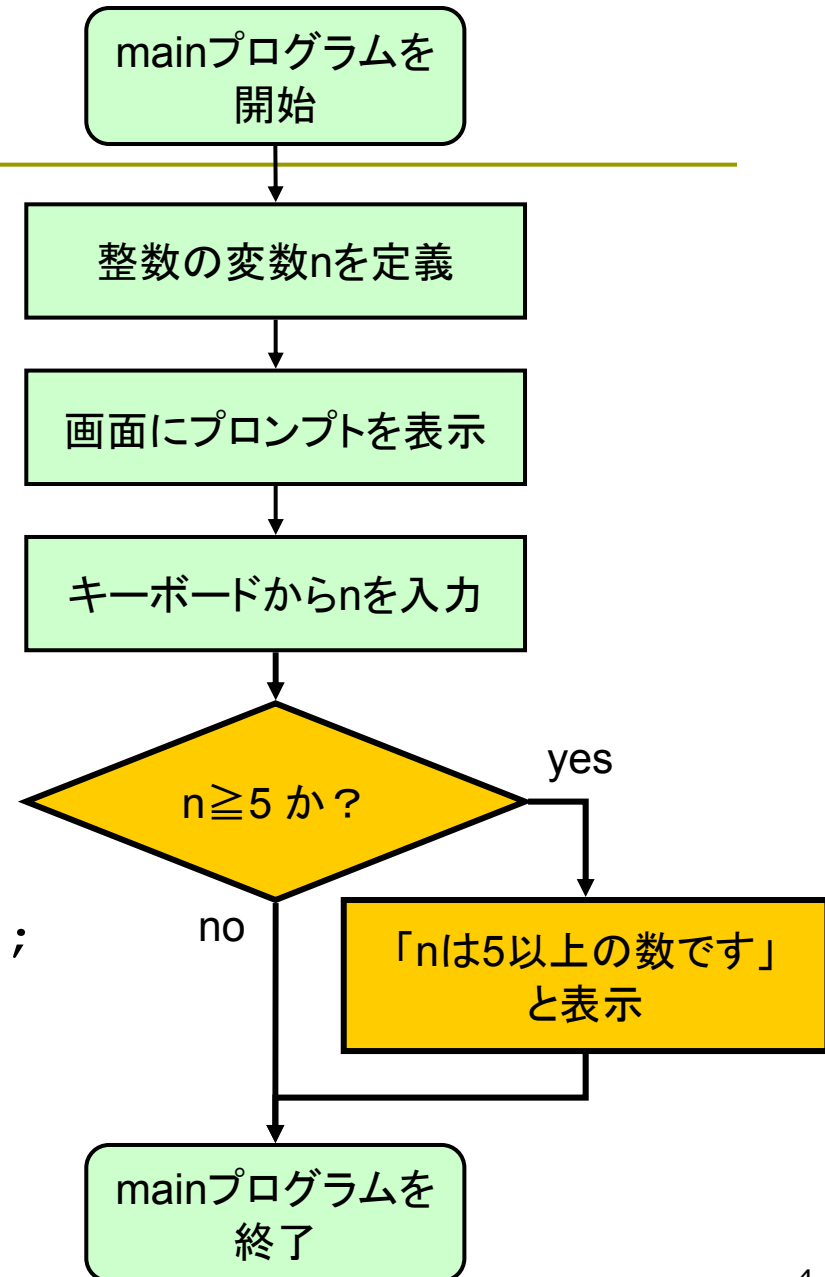 mainプログラムを
開始
整数の変数nを定義
画面にプロンプトを表示
キーボードからnを入力
n≧5 か？
yes
;
no
「nは5以上の数です」
と表示
mainプログラムを
終了